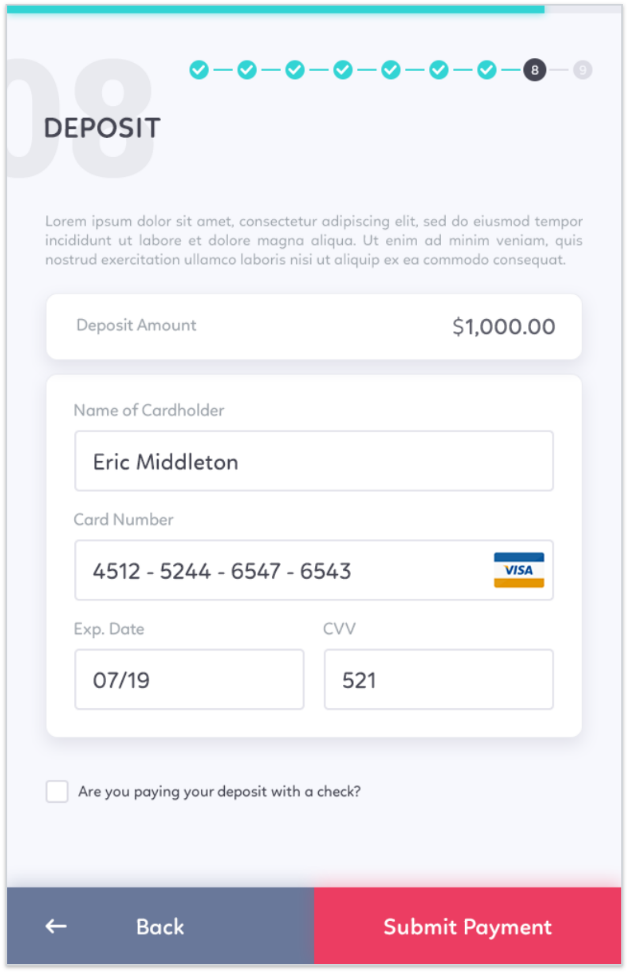 08
8 9
DEPOSIT
Lorem ipsum dolor sit amet, consectetur adipiscing elit, sed do eiusmod tempor
incididunt ut labore et dolore magna aliqua. Ut enim ad minim veniam, quis
nostrud exercitation ullamco laboris nisi ut aliquip ex ea commodo consequat.
Deposit Amount $1,000.00
Name of Cardholder
Eric Middleton
Card Number
4512 - 5244 - 6547 - 6543 VISA
Exp. Date CVV
07/19 521
Are you paying your deposit with a check?
Back Submit Payment